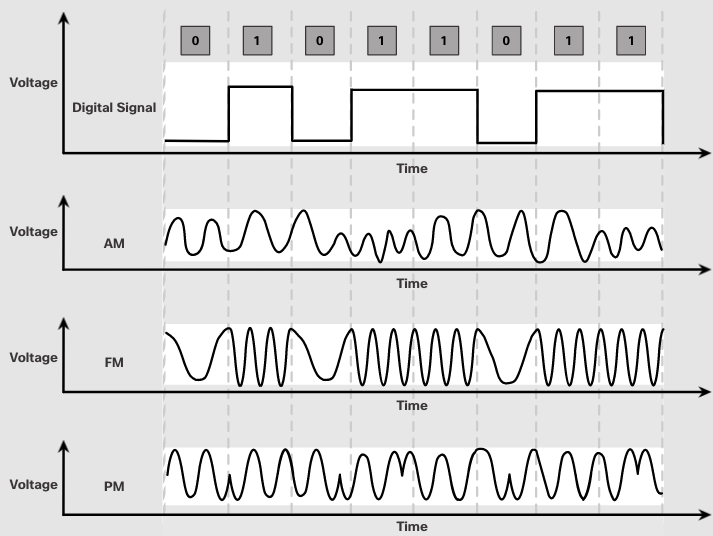 0 1 0 1 1 0 1 1
Voltage
Digital Signal
Time
Voltage
AM
Time
Voltage
FM
Time
Voltage
PM
Time